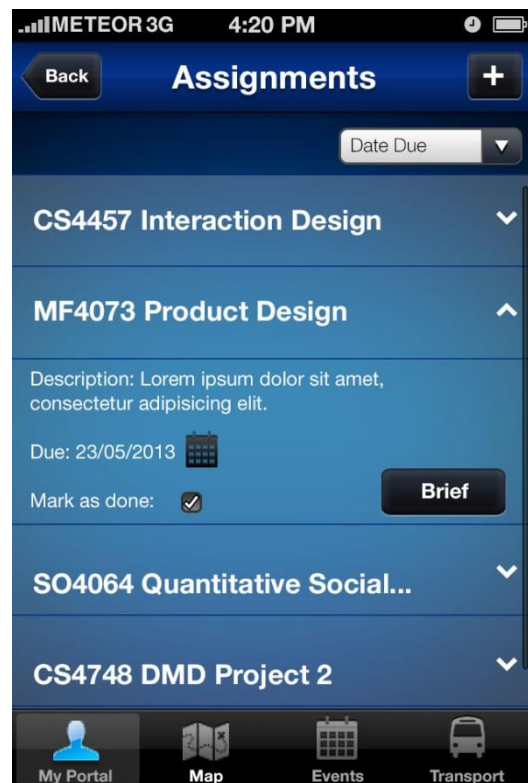 METEOR 3G 4:20 PM
Back Assignments +
Date Due
CS4457 Interaction Design
MF4073 Product Design
Description: Lorem ipsum dolor sit amet,
consectetur adipisicing elit.
Due: 23/05/2013
Mark as done:
Brief
SO4064 Quantitative Social...
CS4748 DMD Project 2
My Portal Map Events Transport